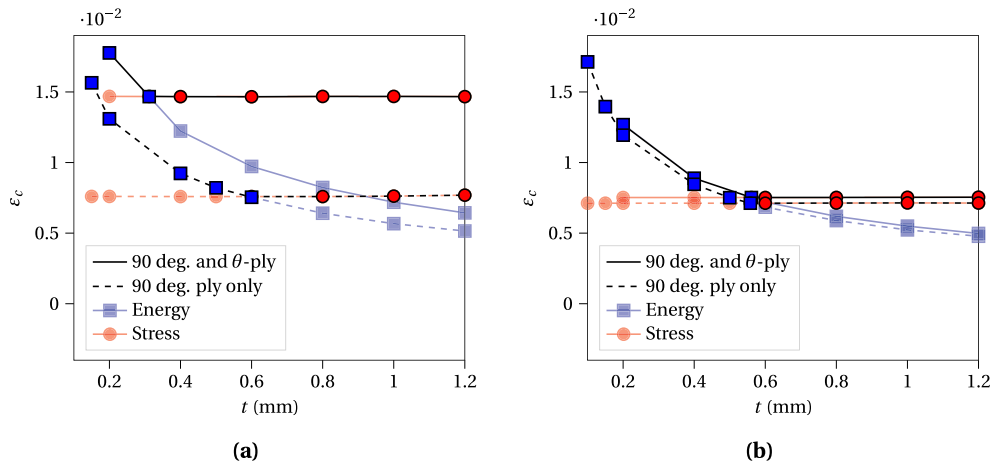 ·10⁻²
1.5
1
0.5
0
ε_c
0.2 0.4 0.6 0.8 1 1.2
t (mm)
90 deg. and θ-ply
90 deg. ply only
Energy
Stress
(a)
·10⁻²
1.5
1
0.5
0
ε_c
0.2 0.4 0.6 0.8 1 1.2
t (mm)
90 deg. and θ-ply
90 deg. ply only
Energy
Stress
(b)